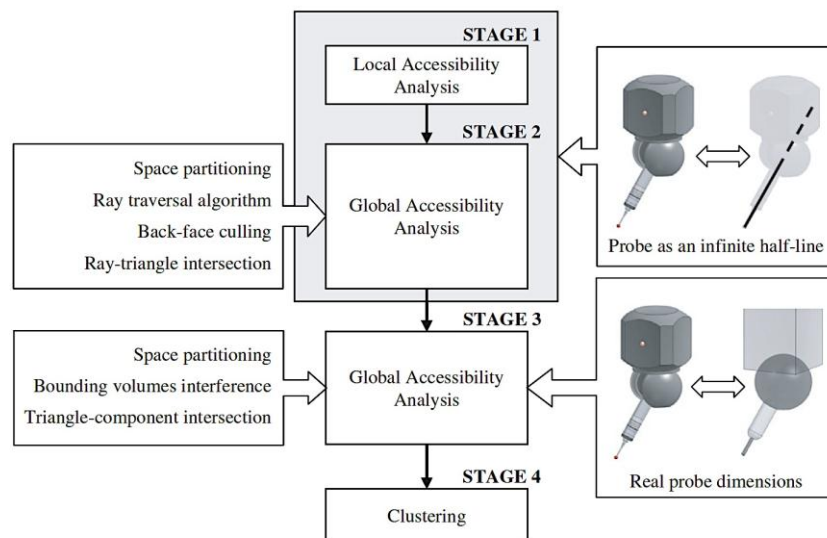 STAGE 1
Local Accessibility
Analysis
STAGE 2
Global Accessibility
Analysis
Space partitioning
Ray traversal algorithm
Back-face culling
Ray-triangle intersection
Probe as an infinite half-line
STAGE 3
Global Accessibility
Analysis
Space partitioning
Bounding volumes interference
Triangle-component intersection
Real probe dimensions
STAGE 4
Clustering